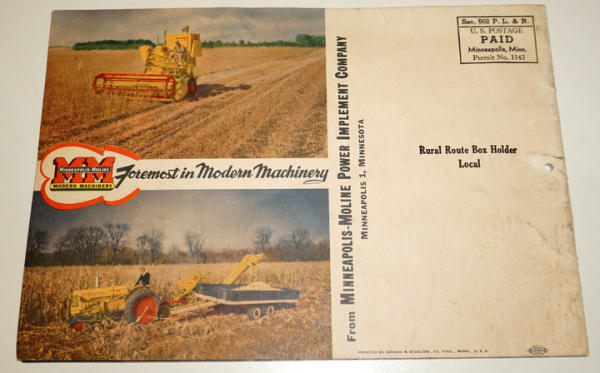 MM
MINNEAPOLIS-MOLINE
MODERN MACHINERY
Foremost in Modern Machinery
From MINNEAPOLIS-MOLINE POWER IMPLEMENT COMPANY
MINNEAPOLIS 1, MINNESOTA
Sec. 562 P. L. & R.
U. S. POSTAGE
PAID
Minneapolis, Minn.
Permit No. 1145
Rural Route Box Holder
Local
PRINTED BY BROWN & BIGELOW, ST. PAUL, MINN., U. S. A.